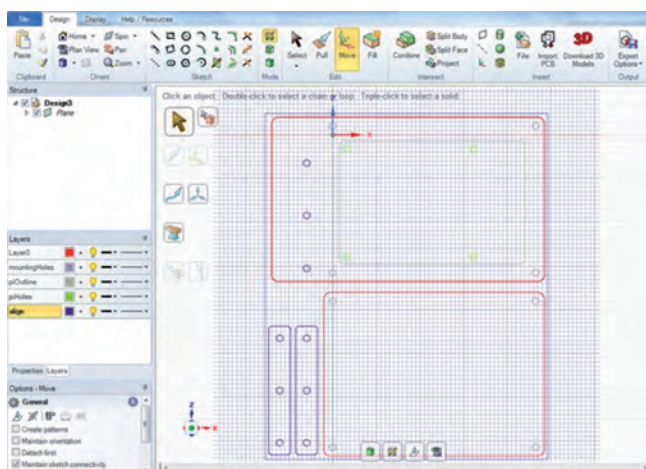 File Design Display Help / Resources
Paste
Home Spin
Plan View Pan
Zoom
Select Pull Move Fill
Combine
Split Body
Split Face
Project
File Import PCB Download 3D Models
Export Options
Clipboard Orient Sketch Mode Edit Intersect Insert Output
Structure
Design3
Plane
Click an object. Double-click to select a chain or loop. Triple-click to select a solid.
X
Layers
Layer0
mountingHoles
piOutline
piHoles
align
Properties Layers
Options - Move
General
Create patterns
Maintain orientation
Detach first
Maintain sketch connectivity
Z
X